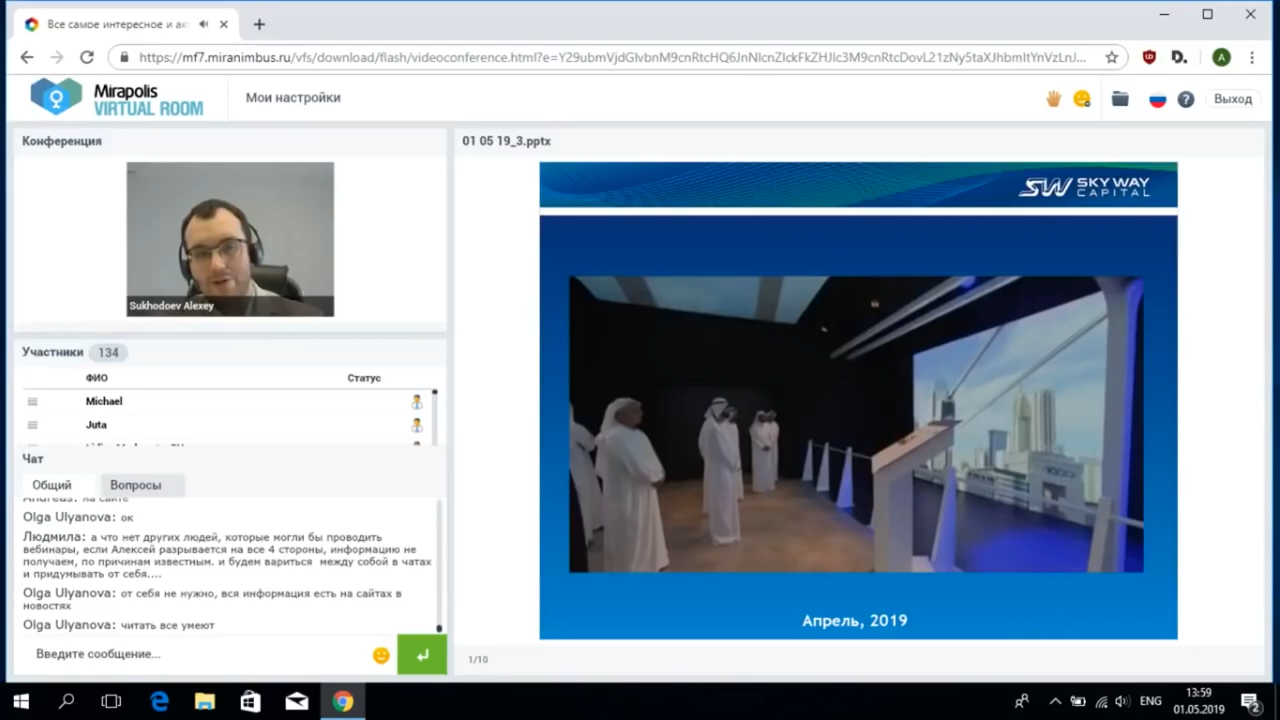 Все самое интересное и ак
https://mf7.miranimbus.ru/vfs/download/flash/videoconference.html?e=
A
Mirapolis
VIRTUAL ROOM
Мои настройки
Выход
Конференция
01 05 19_3.pptx
SW SKY WAY
CAPITAL
Sukhodoev Alexey
Участники 134
ФИО Статус
Michael
Juta
Чат
Общий Вопросы
Andreus: на сайте
Olga Ulyanova: ок
Людмила: а что нет других людей, которые могли бы проводить
вебинары, если Алексей разрывается на все 4 стороны, информацию не
получаем, по причинам известным. и будем вариться между собой в чатах
и придумывать от себя....
Olga Ulyanova: от себя не нужно, вся информация есть на сайтах в
новостях
Olga Ulyanova: читать все умеют
Введите сообщение...
Апрель, 2019
1/10
ENG
13:59
01.05.2019
2